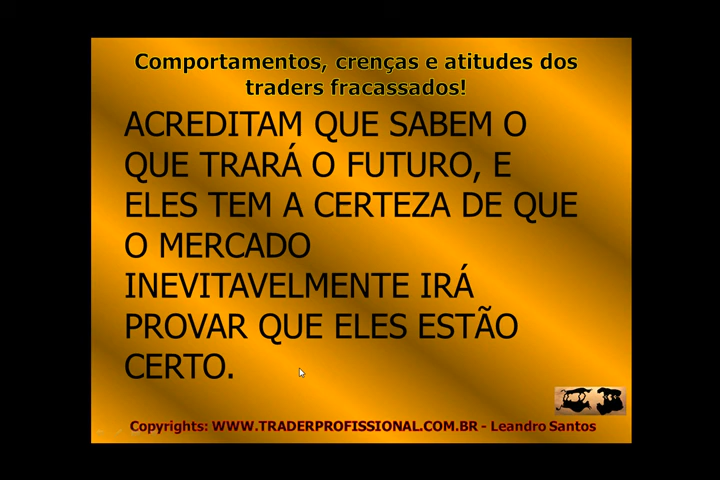 Comportamentos, crenças e atitudes dos
traders fracassados!
ACREDITAM QUE SABEM O
QUE TRARÁ O FUTURO, E
ELES TEM A CERTEZA DE QUE
O MERCADO
INEVITAVELMENTE IRÁ
PROVAR QUE ELES ESTÃO
CERTO.
Copyrights: WWW.TRADERPROFISSIONAL.COM.BR - Leandro Santos